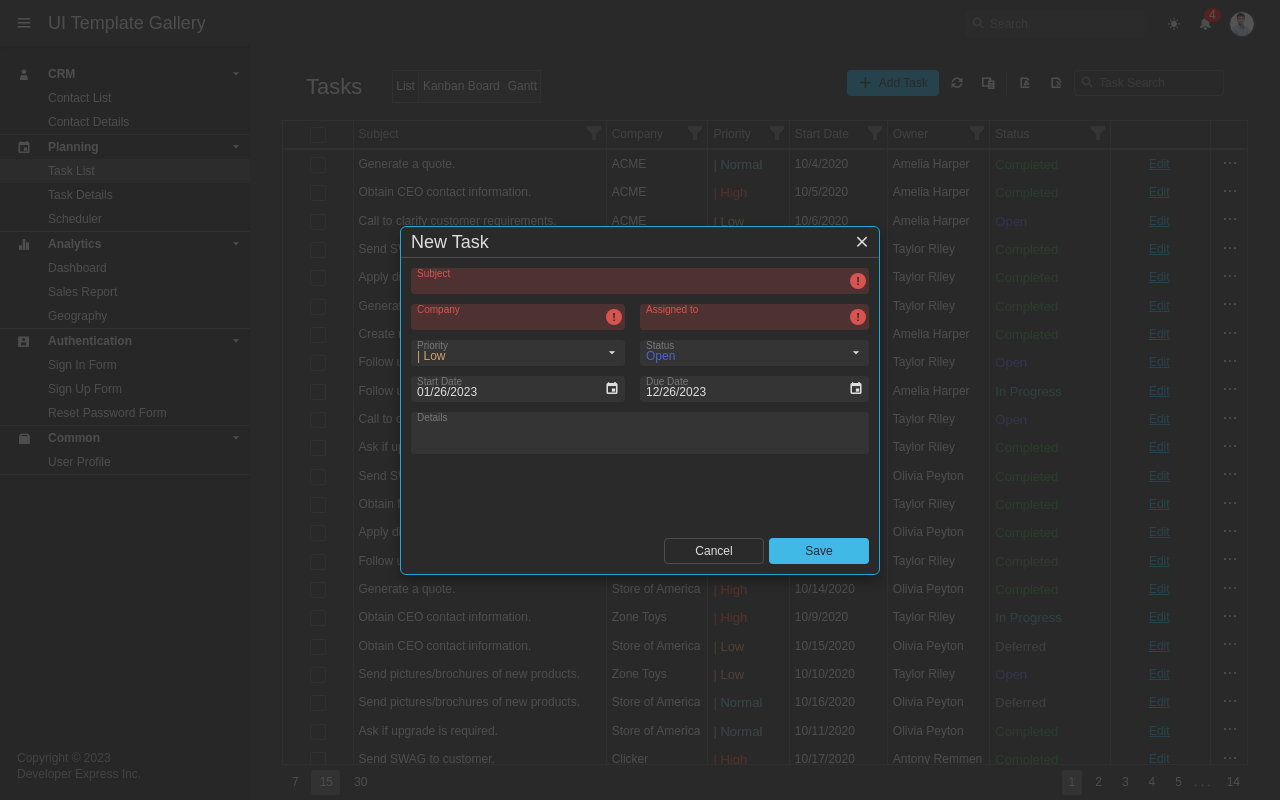 UI Template Gallery
Search
4
CRM
Contact List
Contact Details
Planning
Task List
Task Details
Scheduler
Analytics
Dashboard
Sales Report
Geography
Authentication
Sign In Form
Sign Up Form
Reset Password Form
Common
User Profile
Copyright © 2023
Developer Express Inc.
Tasks
List Kanban Board Gantt
Add Task
Task Search
Subject Company Priority Start Date Owner Status
Generate a quote. ACME | Normal 10/4/2020 Amelia Harper Completed Edit ...
Obtain CEO contact information. ACME | High 10/5/2020 Amelia Harper Completed Edit ...
Call to clarify customer requirements. ACME | Low 10/6/2020 Amelia Harper Open Edit ...
Send Taylor Riley Completed Edit ...
Apply Taylor Riley Completed Edit ...
Taylor Riley Completed Edit ...
Create Amelia Harper Completed Edit ...
Follow Taylor Riley Open Edit ...
Follow Amelia Harper In Progress Edit ...
Call to Taylor Riley Open Edit ...
Ask if Taylor Riley Completed Edit ...
Send Olivia Peyton Completed Edit ...
Obtain Taylor Riley Completed Edit ...
Apply Olivia Peyton Completed Edit ...
Follow Taylor Riley Completed Edit ...
Generate a quote. Store of America | High 10/14/2020 Olivia Peyton Completed Edit ...
Obtain CEO contact information. Zone Toys | High 10/9/2020 Taylor Riley In Progress Edit ...
Obtain CEO contact information. Store of America | Low 10/15/2020 Olivia Peyton Deferred Edit ...
Send pictures/brochures of new products. Zone Toys | Low 10/10/2020 Taylor Riley Open Edit ...
Send pictures/brochures of new products. Store of America | Normal 10/16/2020 Olivia Peyton Deferred Edit ...
Ask if upgrade is required. Store of America | Normal 10/11/2020 Olivia Peyton Completed Edit ...
Send SWAG to customer. Clicker | High 10/17/2020 Antony Remmen Completed Edit ...
7 15 30
1 2 3 4 5 ... 14
New Task
Subject
!
Company
!
Assigned to
!
Priority
| Low
Status
Open
Start Date
01/26/2023
Due Date
12/26/2023
Details
Cancel
Save